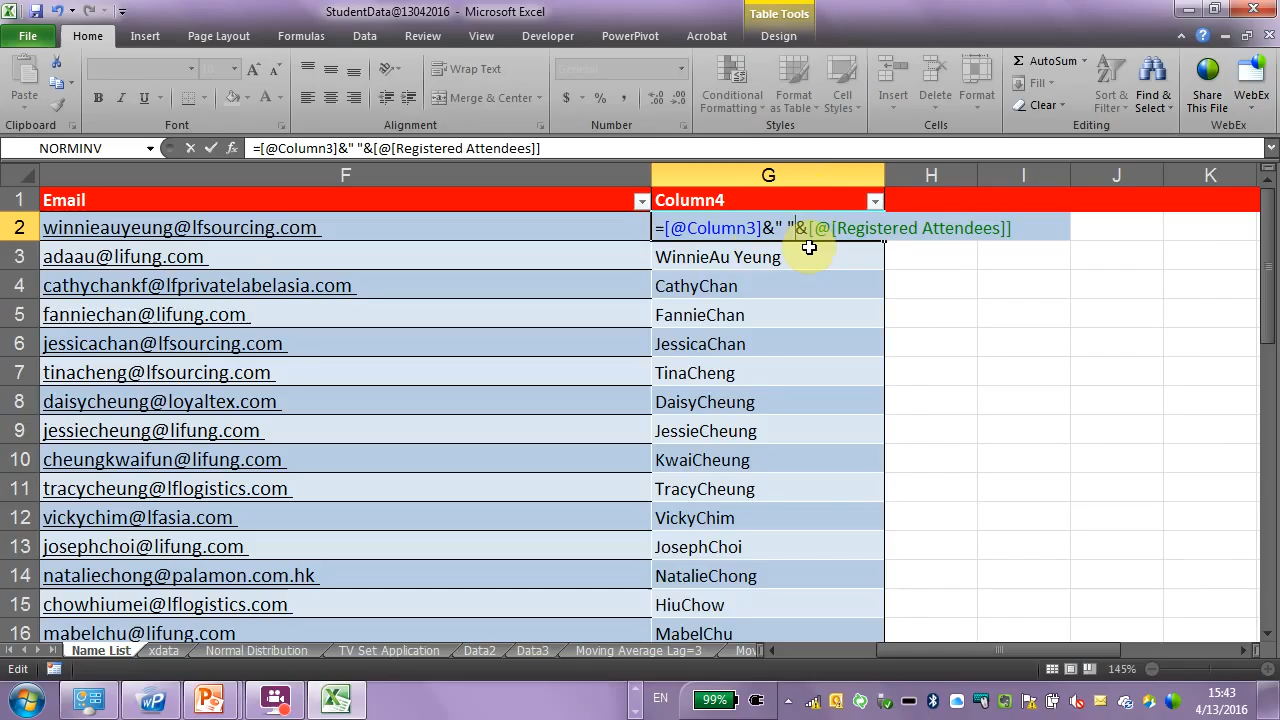 StudentData@13042016 - Microsoft Excel
Table Tools
File Home Insert Page Layout Formulas Data Review View Developer PowerPivot Acrobat Design
Paste
Clipboard
10
Font
Wrap Text
Merge & Center
Alignment
General
Number
Conditional Formatting
Format as Table
Cell Styles
Styles
Insert
Delete
Format
Cells
AutoSum
Fill
Clear
Sort & Filter
Find & Select
Editing
Share This File
WebEx
WebEx
NORMINV =[@Column3]&" "&[@[Registered Attendees]]
F G H I J K
1 Email Column4
2 winnieauyeung@lfsourcing.com =[@Column3]&" "&[@[Registered Attendees]]
3 adaau@lifung.com WinnieAu Yeung
4 cathychankf@lfprivatelabelasia.com CathyChan
5 fanniechan@lifung.com FannieChan
6 jessicachan@lfsourcing.com JessicaChan
7 tinacheng@lfsourcing.com TinaCheng
8 daisycheung@loyaltex.com DaisyCheung
9 jessiecheung@lifung.com JessieCheung
10 cheungkwaifun@lifung.com KwaiCheung
11 tracycheung@lflogistics.com TracyCheung
12 vickychim@lfasia.com VickyChim
13 josephchoi@lifung.com JosephChoi
14 nataliechong@palamon.com.hk NatalieChong
15 chowhiumei@lflogistics.com HiuChow
16 mabelchu@lifung.com MabelChu
Name List xdata Normal Distribution TV Set Application Data2 Data3 Moving Average Lag=3 Mov
Edit 145%
EN 99% 15:43
4/13/2016